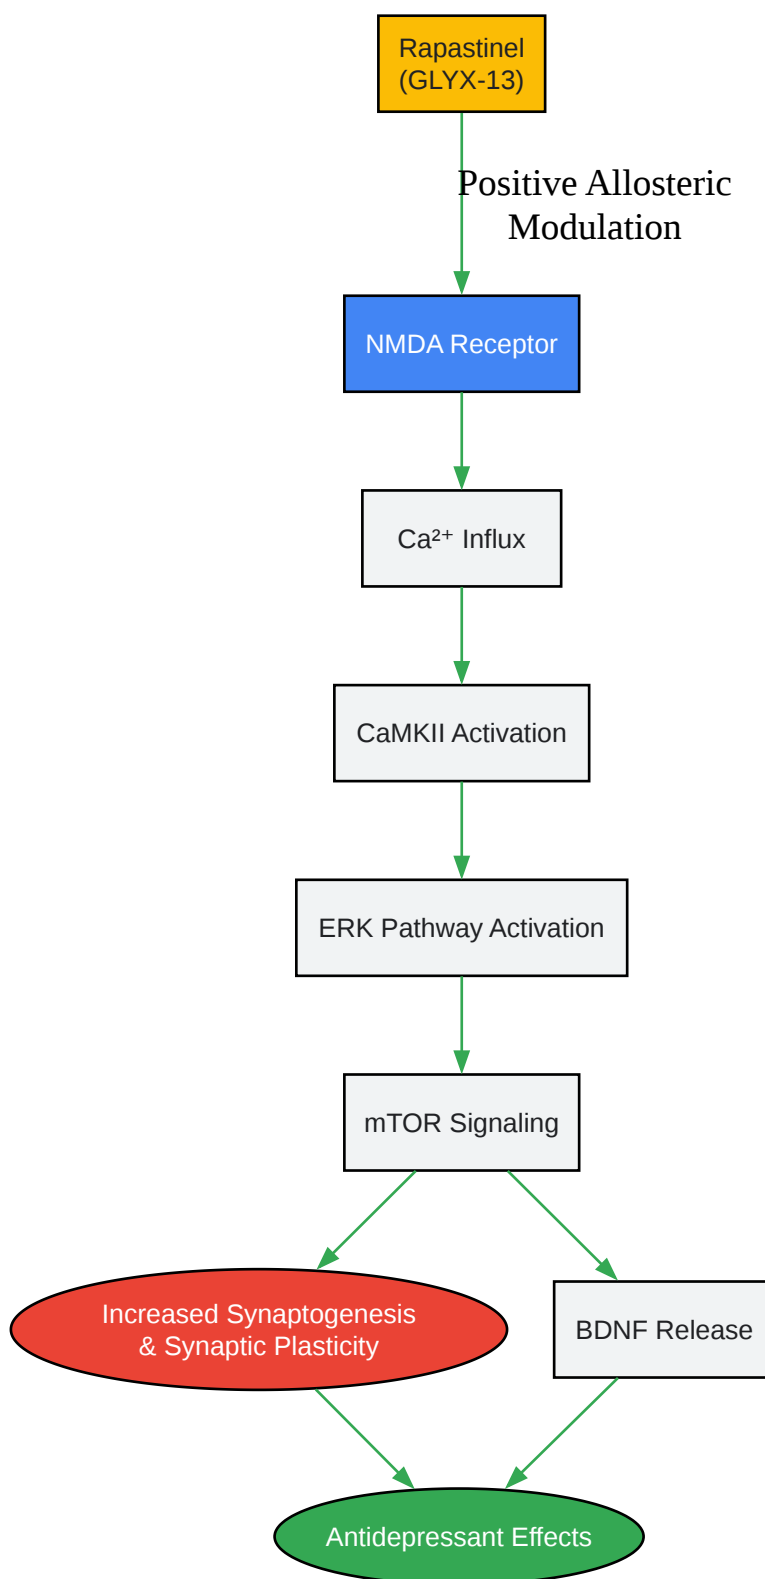 Rapastinel
(GLYX-13)
Positive Allosteric
Modulation
NMDA Receptor
Ca²⁺ Influx
CaMKII Activation
ERK Pathway Activation
mTOR Signaling
Increased Synaptogenesis
& Synaptic Plasticity
BDNF Release
Antidepressant Effects